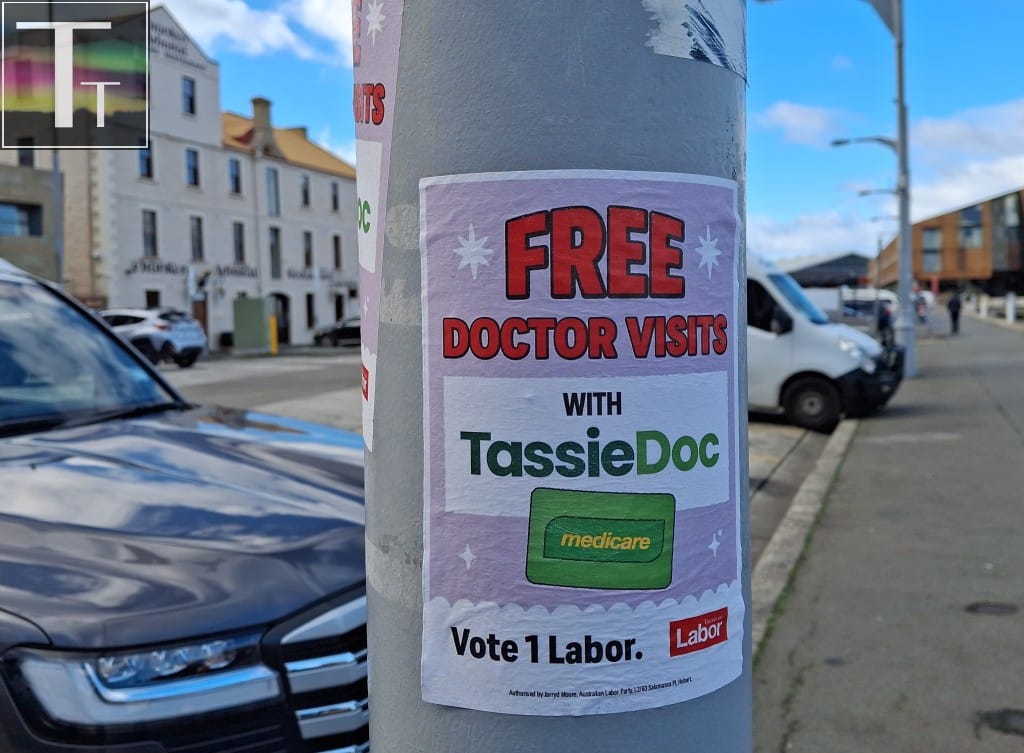 TT
FREE
DOCTOR VISITS
WITH
TassieDoc
medicare
Vote 1 Labor.
Labor
Authorised by Jarryd Moore, Australian Labor Party, L2/63 Salamanca Pl, Hobart.